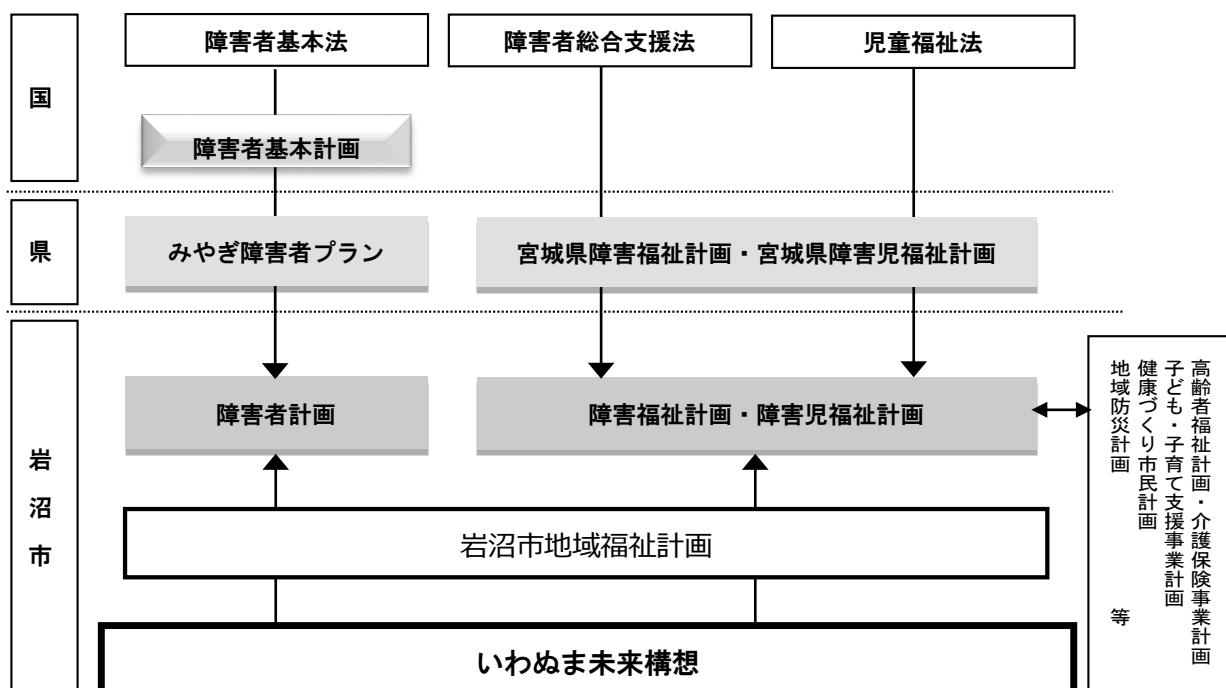 国
障害者基本法
障害者総合支援法
児童福祉法
障害者基本計画
県
みやぎ障害者プラン
宮城県障害福祉計画・宮城県障害児福祉計画
岩沼市
障害者計画
障害福祉計画・障害児福祉計画
高齢者福祉計画・介護保険事業計画
子ども・子育て支援事業計画
健康づくり市民計画
地域防災計画 等
岩沼市地域福祉計画
いわぬま未来構想